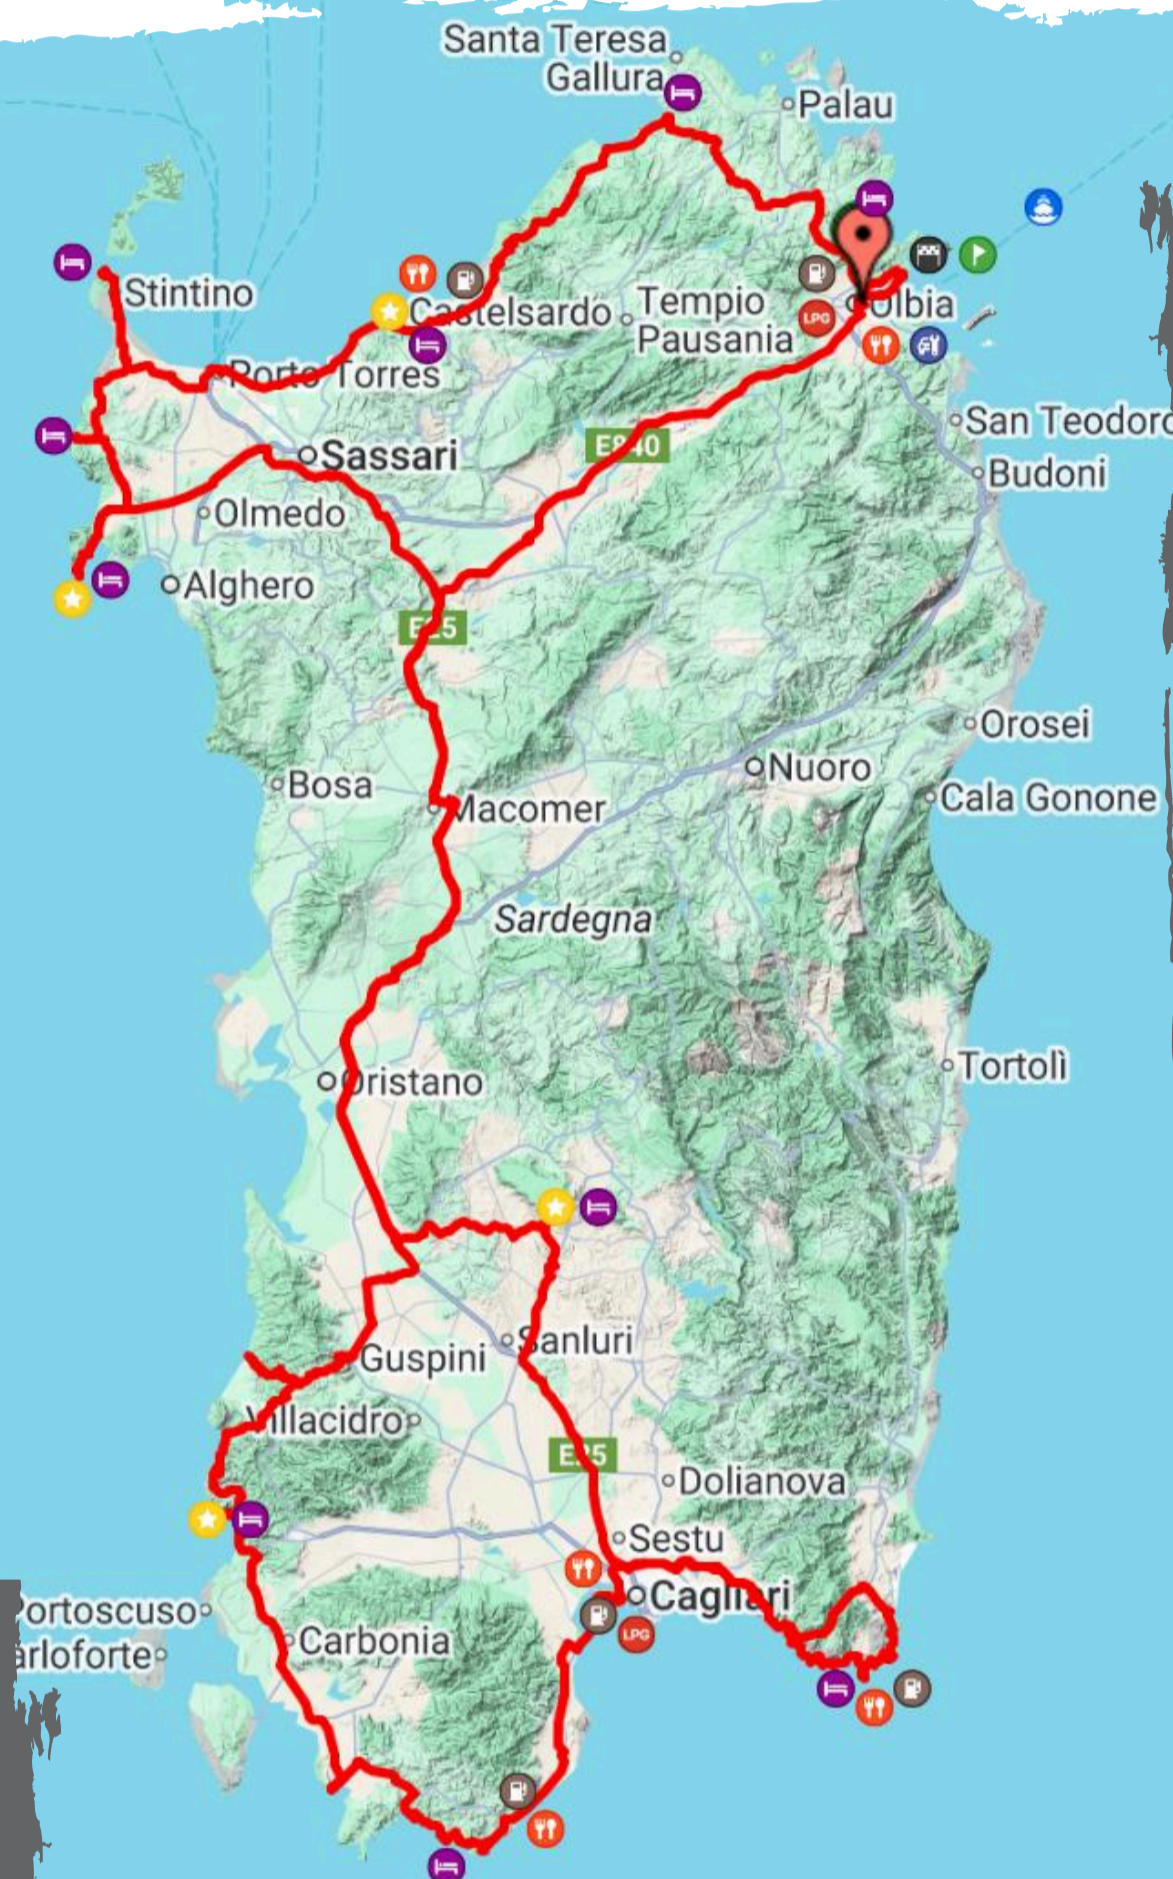 Santa Teresa
Gallura
Palau
Stintino
Castelsardo
Tempio
Pausania
Olbia
LPG
Porto Torres
San Teodoro
E840
Sassari
Budoni
Olmedo
Alghero
E25
Orosei
Nuoro
Bosa
Cala Gonone
Macomer
Sardegna
Tortolì
Oristano
Sanluri
Guspini
Villacidro
E25
Dolianova
Sestu
Cagliari
Portoscuso
arloforte
LPG
Carbonia